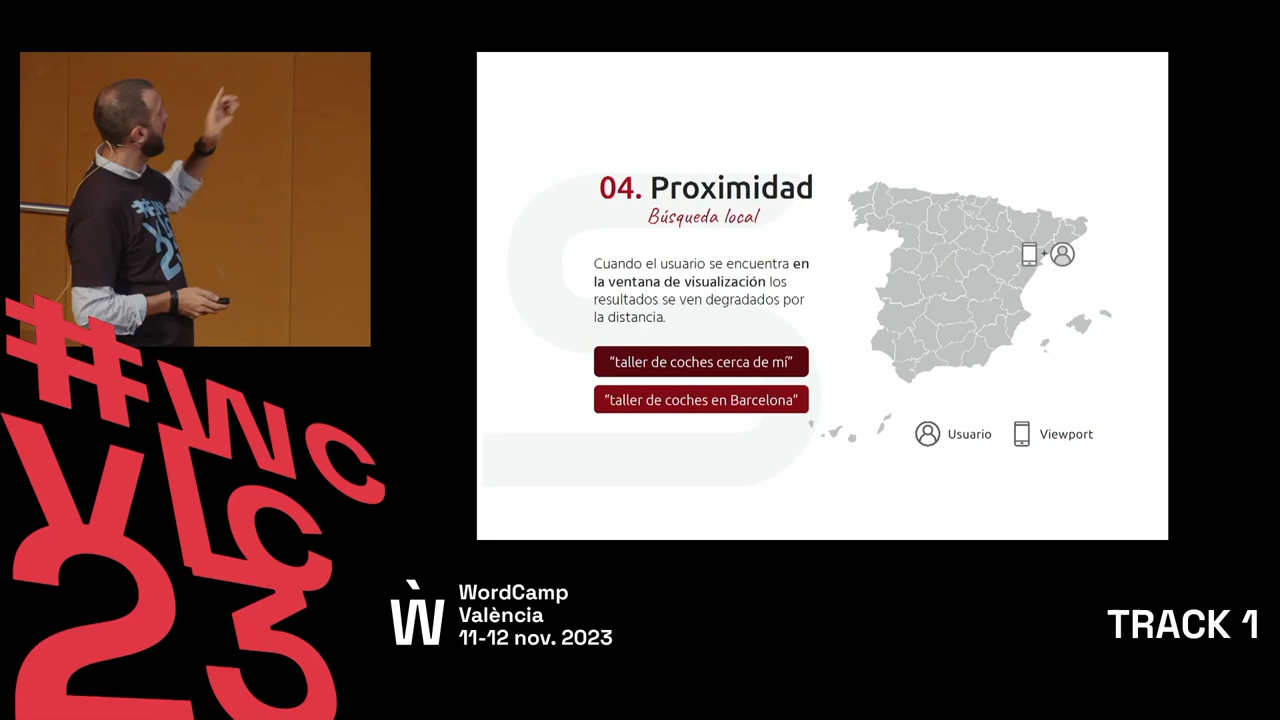 #WC
VLC
23
04. Proximidad
Búsqueda local
Cuando el usuario se encuentra en
la ventana de visualización los
resultados se ven degradados por
la distancia.
“taller de coches cerca de mí”
“taller de coches en Barcelona”
+
Usuario
Viewport
WordCamp
València
11-12 nov. 2023
TRACK 1